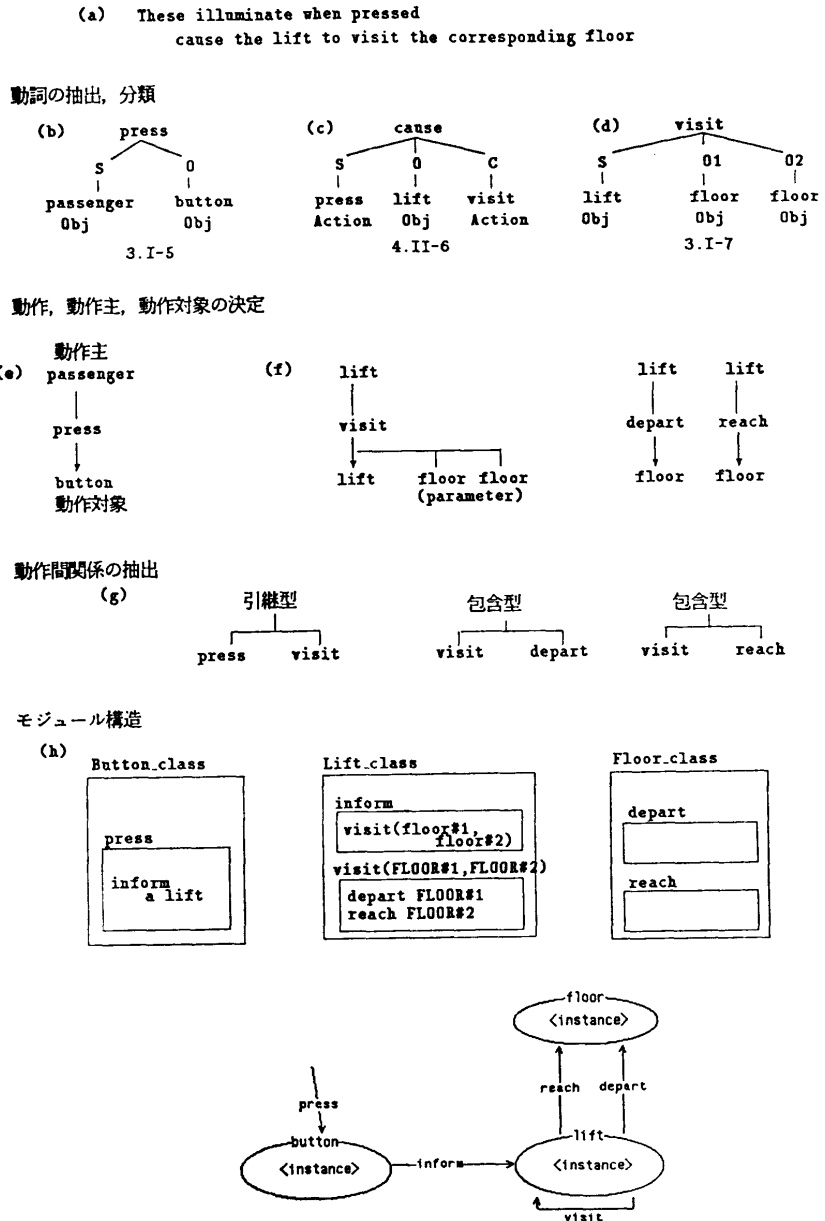 (a) These illuminate when pressed
cause the lift to visit the corresponding floor
動詞の抽出，分類
(b) press
S O
passenger button
Obj Obj
3.I-5
(c) cause
S O C
press lift visit
Action Obj Action
4.II-6
(d) visit
S O1 O2
lift floor floor
Obj Obj Obj
3.I-7
動作，動作主，動作対象の決定
動作主
(e) passenger
press
button
動作対象
(f) lift
visit
lift floor floor
(parameter)
lift lift
depart reach
floor floor
動作間関係の抽出
(g) 引継型 包含型 包含型
press visit visit depart visit reach
モジュール構造
(h)
Button_class
press
inform
a lift
Lift_class
inform
visit(floor#1,
floor#2)
visit(FLOOR#1,FLOOR#2)
depart FLOOR#1
reach FLOOR#2
Floor_class
depart
reach
floor
<instance>
reach depart
press
button
<instance>
inform
lift
<instance>
visit